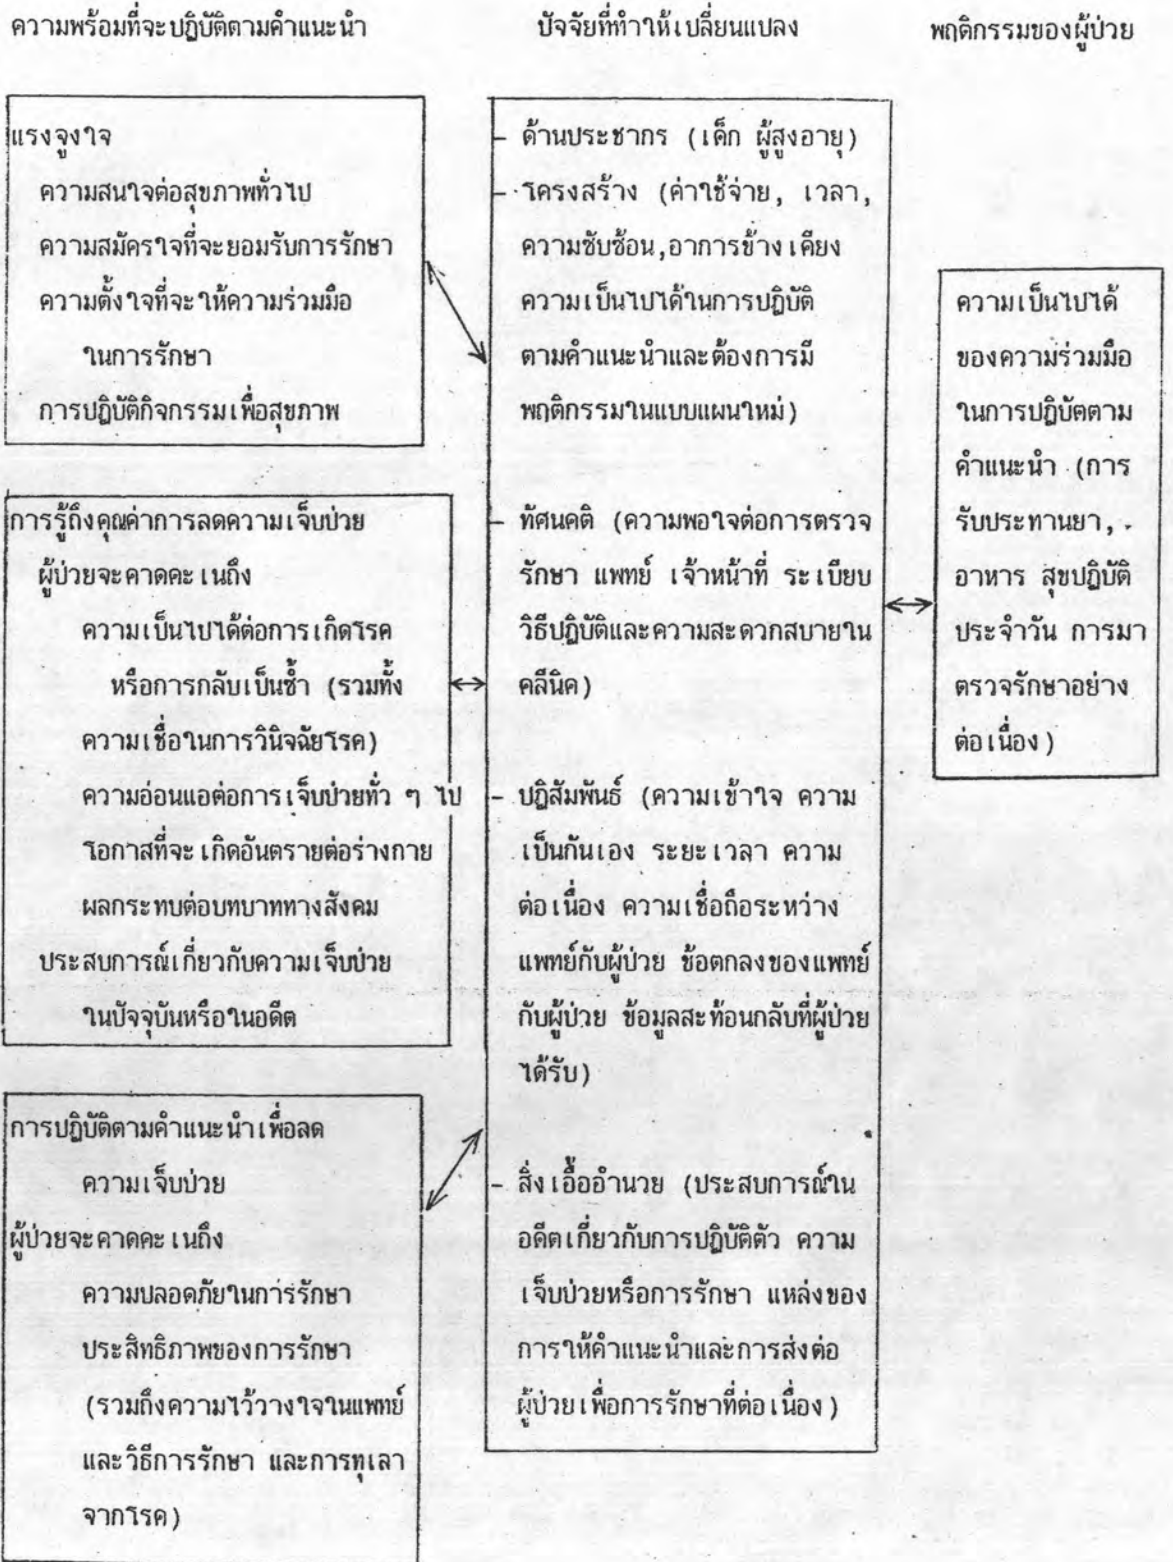 ความพร้อมที่จะปฏิบัติตามคำแนะนำ
ปัจจัยที่ทำให้เปลี่ยนแปลง
พฤติกรรมของผู้ป่วย
แรงจูงใจ
ความสนใจต่อสุขภาพทั่วไป
ความสมัครใจที่จะยอมรับการรักษา
ความตั้งใจที่จะให้ความร่วมมือ
ในการรักษา
การปฏิบัติกิจกรรมเพื่อสุขภาพ
การรู้ถึงคุณค่าการลดความเจ็บป่วย
ผู้ป่วยจะคาดคะเนถึง
ความเป็นไปได้ต่อการเกิดโรค
หรือการกลับเป็นซ้ำ (รวมทั้ง
ความเชื่อในการวินิจฉัยโรค)
ความอ่อนแอต่อการเจ็บป่วยทั่ว ๆ ไป
โอกาสที่จะเกิดอันตรายต่อร่างกาย
ผลกระทบต่อบทบาททางสังคม
ประสบการณ์เกี่ยวกับความเจ็บป่วย
ในปัจจุบันหรือในอดีต
การปฏิบัติตามคำแนะนำเพื่อลด
ความเจ็บป่วย
ผู้ป่วยจะคาดคะเนถึง
ความปลอดภัยในการรักษา
ประสิทธิภาพของการรักษา
(รวมถึงความไว้วางใจในแพทย์
และวิธีการรักษา และการทุเลา
จากโรค)
- ด้านประชากร (เด็ก ผู้สูงอายุ)
- โครงสร้าง (ค่าใช้จ่าย, เวลา,
ความซับซ้อน,อาการข้างเคียง
ความเป็นไปได้ในการปฏิบัติ
ตามคำแนะนำและต้องการมี
พฤติกรรมในแบบแผนใหม่)
- ทัศนคติ (ความพอใจต่อการตรวจ
รักษา แพทย์ เจ้าหน้าที่ ระเบียบ
วิธีปฏิบัติและความสะดวกสบายใน
คลีนิค)
- ปฏิสัมพันธ์ (ความเข้าใจ ความ
เป็นกันเอง ระยะเวลา ความ
ต่อเนื่อง ความเชื่อถือระหว่าง
แพทย์กับผู้ป่วย ข้อตกลงของแพทย์
กับผู้ป่วย ข้อมูลสะท้อนกลับที่ผู้ป่วย
ได้รับ)
- สิ่งเอื้ออำนวย (ประสบการณ์ใน
อดีตเกี่ยวกับการปฏิบัติตัว ความ
เจ็บป่วยหรือการรักษา แหล่งของ
การให้คำแนะนำและการส่งต่อ
ผู้ป่วยเพื่อการรักษาที่ต่อเนื่อง)
ความเป็นไปได้
ของความร่วมมือ
ในการปฏิบัตตาม
คำแนะนำ (การ
รับประทานยา,
อาหาร สุขปฏิบัติ
ประจำวัน การมา
ตรวจรักษาอย่าง
ต่อเนื่อง)